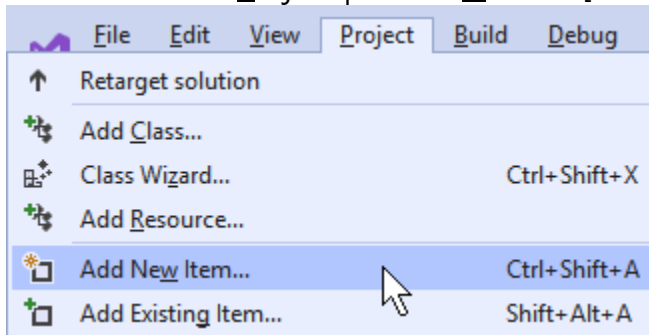 File Edit View Project Build Debug
Retarget solution
Add Class...
Class Wizard... Ctrl+Shift+X
Add Resource...
Add New Item... Ctrl+Shift+A
Add Existing Item... Shift+Alt+A